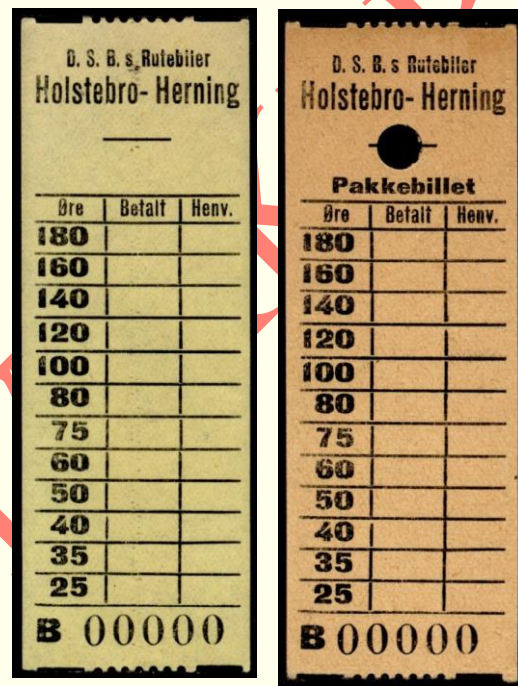 D. S. B. s Rutebiler
Holstebro- Herning
Øre Betalt Henv.
180
160
140
120
100
80
75
60
50
40
35
25
B 00000
D. S. B. s Rutebiler
Holstebro- Herning
Pakkebillet
Øre Betalt Henv.
180
160
140
120
100
80
75
60
50
40
35
25
B 00000